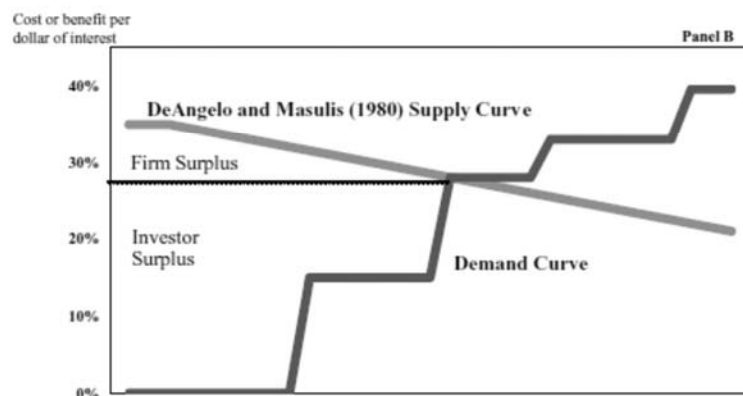 Cost or benefit per
dollar of interest
Panel B
40%
DeAngelo and Masulis (1980) Supply Curve
30%
Firm Surplus
20%
Investor
Surplus
Demand Curve
10%
0%